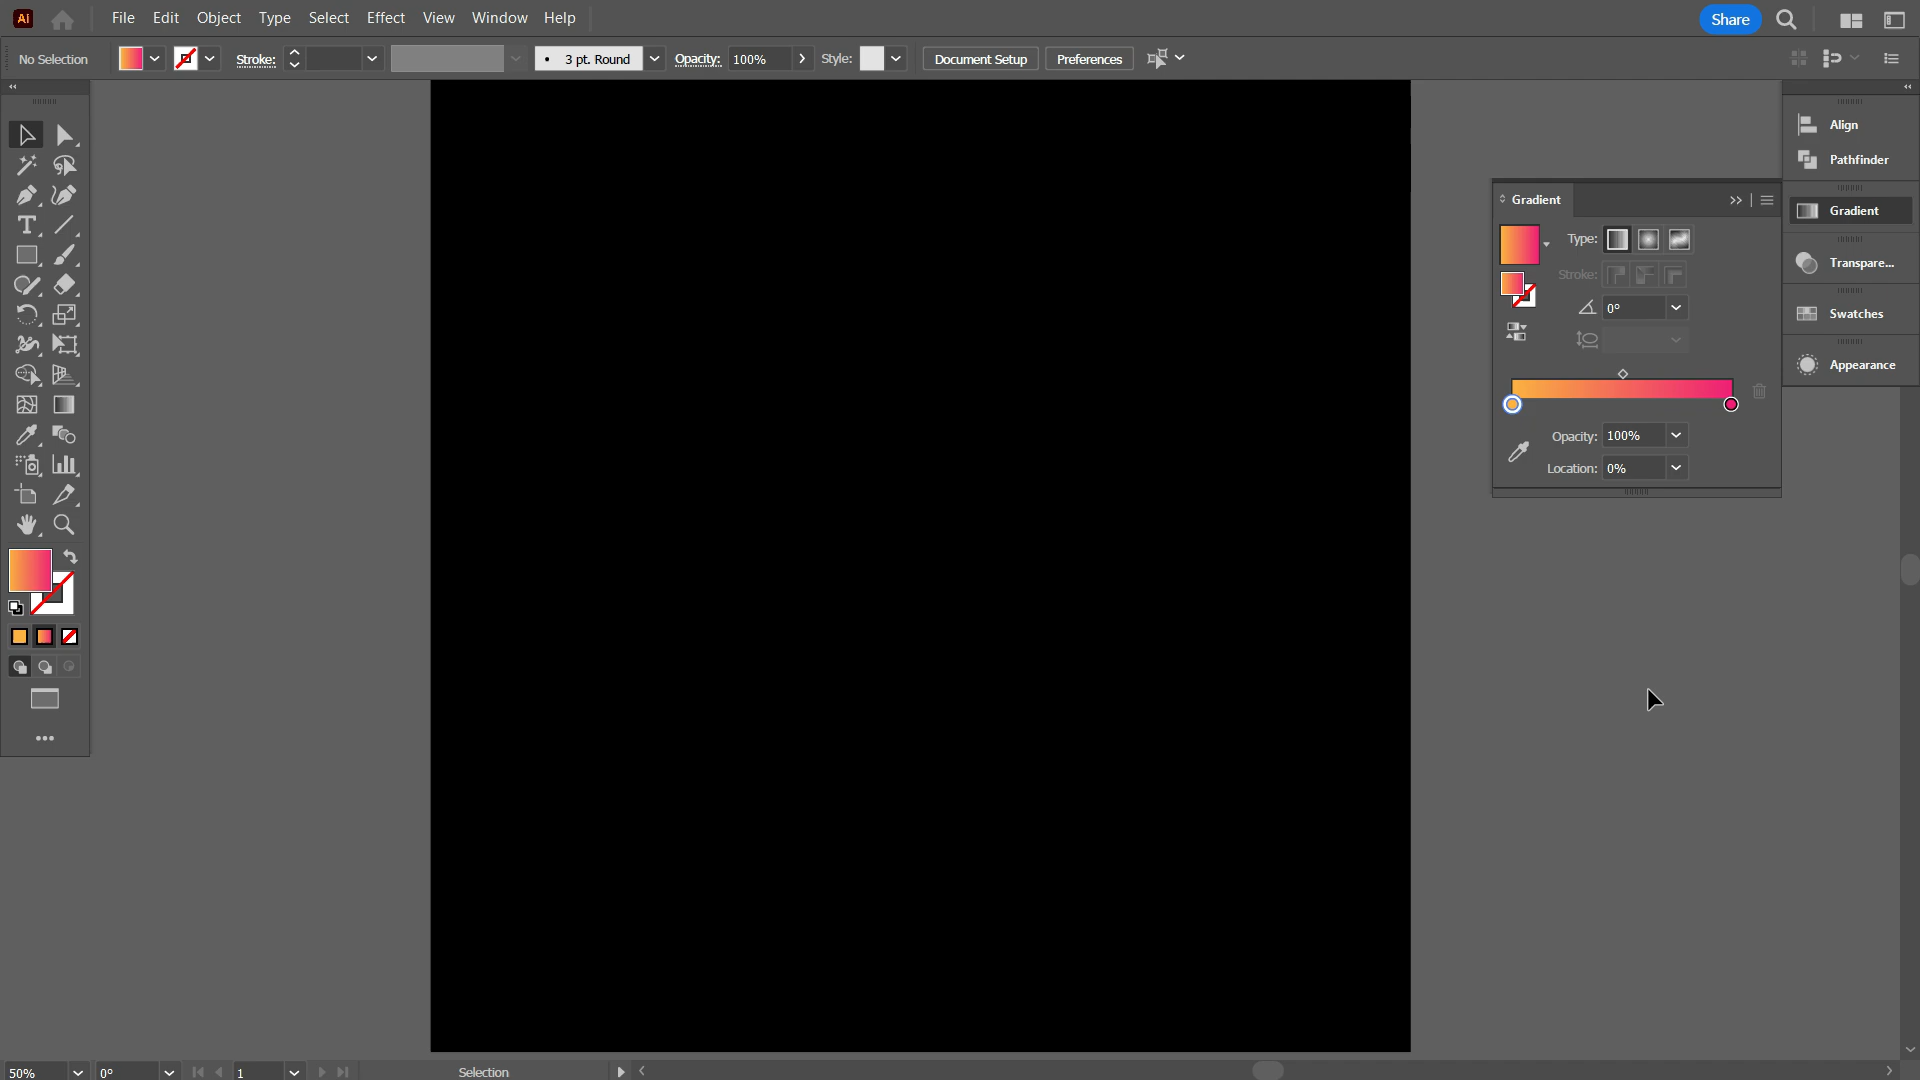 Ai
File Edit Object Type Select Effect View Window Help
Share
No Selection
Stroke:
3 pt. Round
Opacity: 100%
Style:
Document Setup
Preferences
Align
Pathfinder
Gradient
Transpare...
Swatches
Appearance
Gradient
Type:
Stroke:
0°
Opacity: 100%
Location: 0%
50%
0°
1
Selection